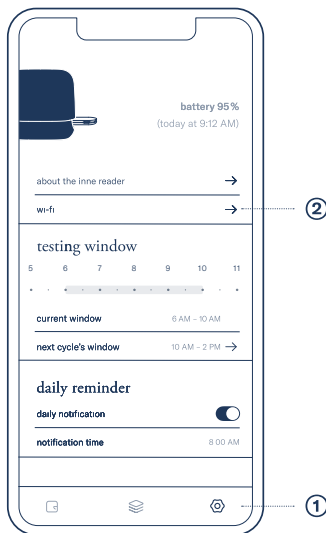 battery 95%
(today at 9:12 AM)
about the inne reader
wi-fi
2
testing window
5 6 7 8 9 10 11
current window 6 AM – 10 AM
next cycle's window 10 AM – 2 PM
daily reminder
daily notification
notification time 8 00 AM
1